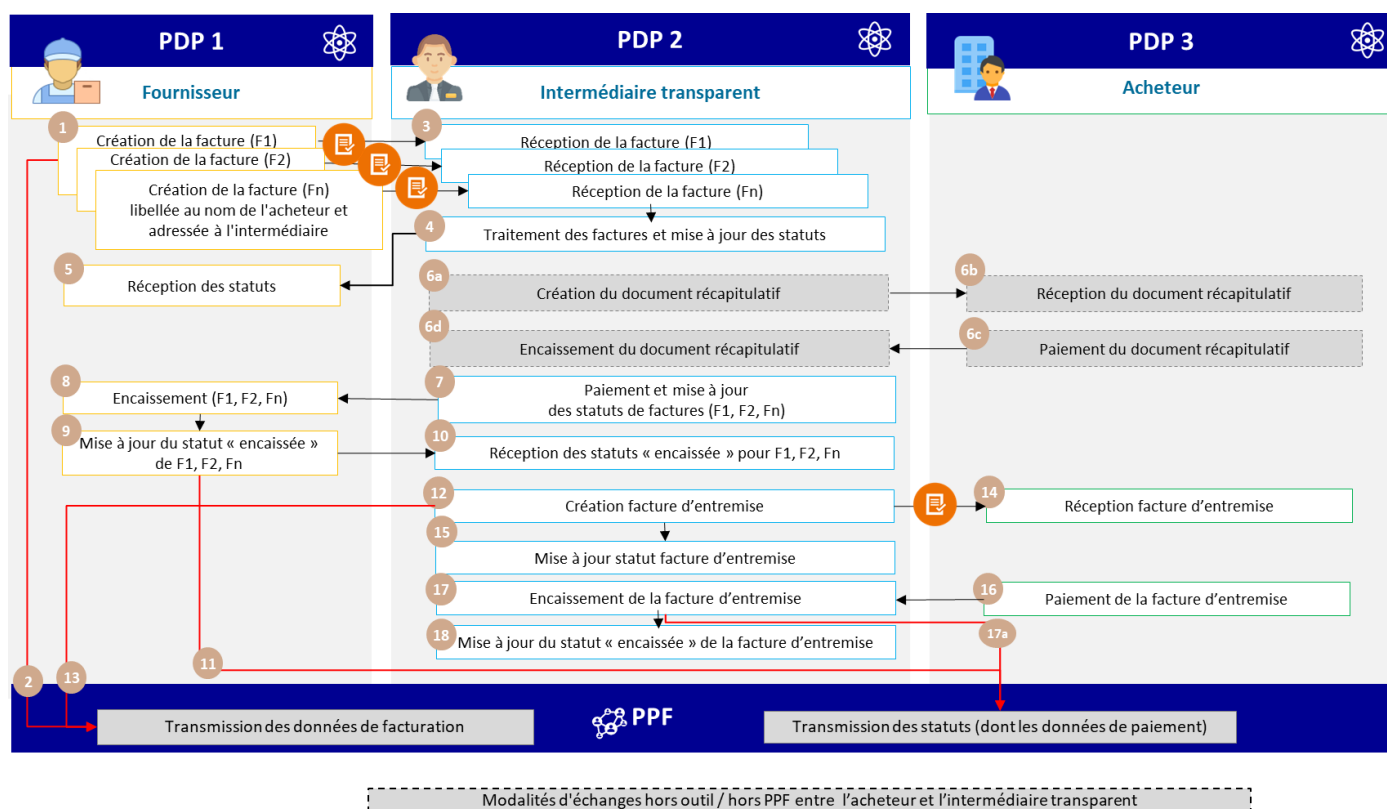 PDP 1
PDP 2
PDP 3
Fournisseur
Intermédiaire transparent
Acheteur
1
Création de la facture (F1)
3
Réception de la facture (F1)
Création de la facture (F2)
Réception de la facture (F2)
Création de la facture (Fn)
libellée au nom de l'acheteur et
adressée à l'intermédiaire
Réception de la facture (Fn)
4
Traitement des factures et mise à jour des statuts
5
Réception des statuts
6a
Création du document récapitulatif
6b
Réception du document récapitulatif
6d
Encaissement du document récapitulatif
6c
Paiement du document récapitulatif
8
Encaissement (F1, F2, Fn)
7
Paiement et mise à jour
des statuts de factures (F1, F2, Fn)
9
Mise à jour du statut « encaissée »
de F1, F2, Fn
10
Réception des statuts « encaissée » pour F1, F2, Fn
12
Création facture d’entremise
14
Réception facture d’entremise
15
Mise à jour statut facture d’entremise
17
Encaissement de la facture d’entremise
16
Paiement de la facture d’entremise
18
Mise à jour du statut « encaissée » de la facture d’entremise
17a
11
2
13
Transmission des données de facturation
PPF
Transmission des statuts (dont les données de paiement)
Modalités d'échanges hors outil / hors PPF entre l’acheteur et l’intermédiaire transparent